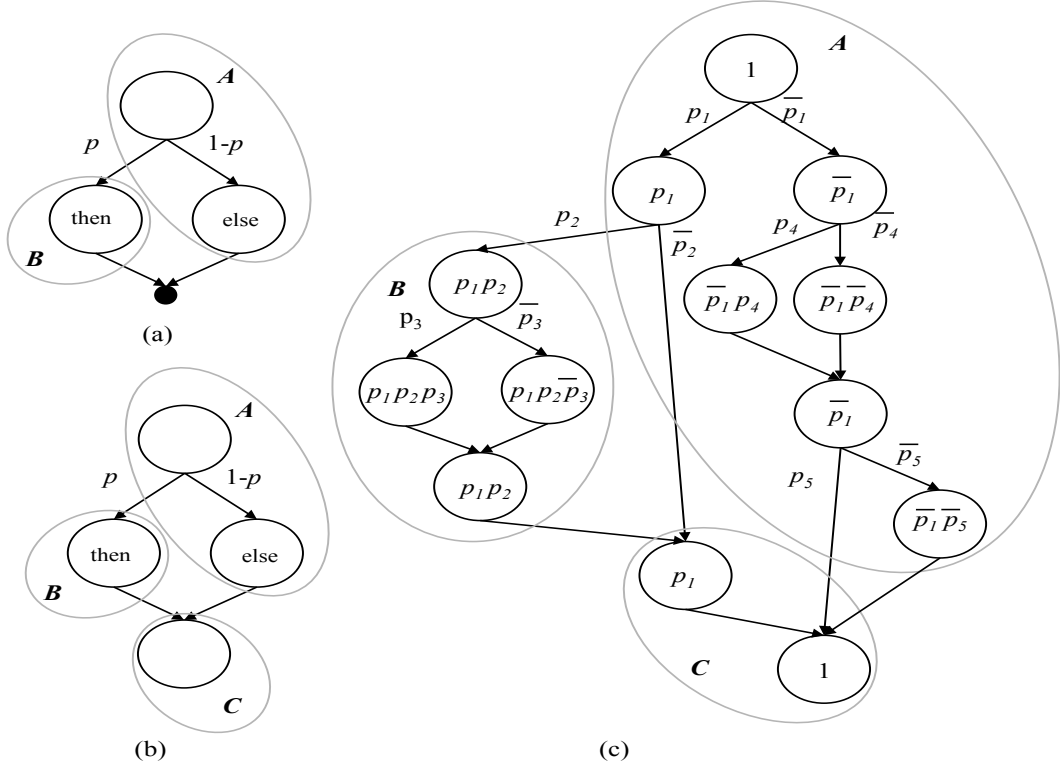 A
p
1-p
then
else
B
(a)
A
p
1-p
then
else
B
C
(b)
A
1
p₁ p̅₁
p₁
p̅₁
p₂
p̅₂
p₄
p̅₄
B
p₁p₂
p̅₁p₄
p̅₁p̅₄
p₃
p̅₃
p₁p₂p₃
p₁p₂p̅₃
p̅₁
p₁p₂
p₅
p̅₅
p̅₁p̅₅
p₁
C
1
(c)